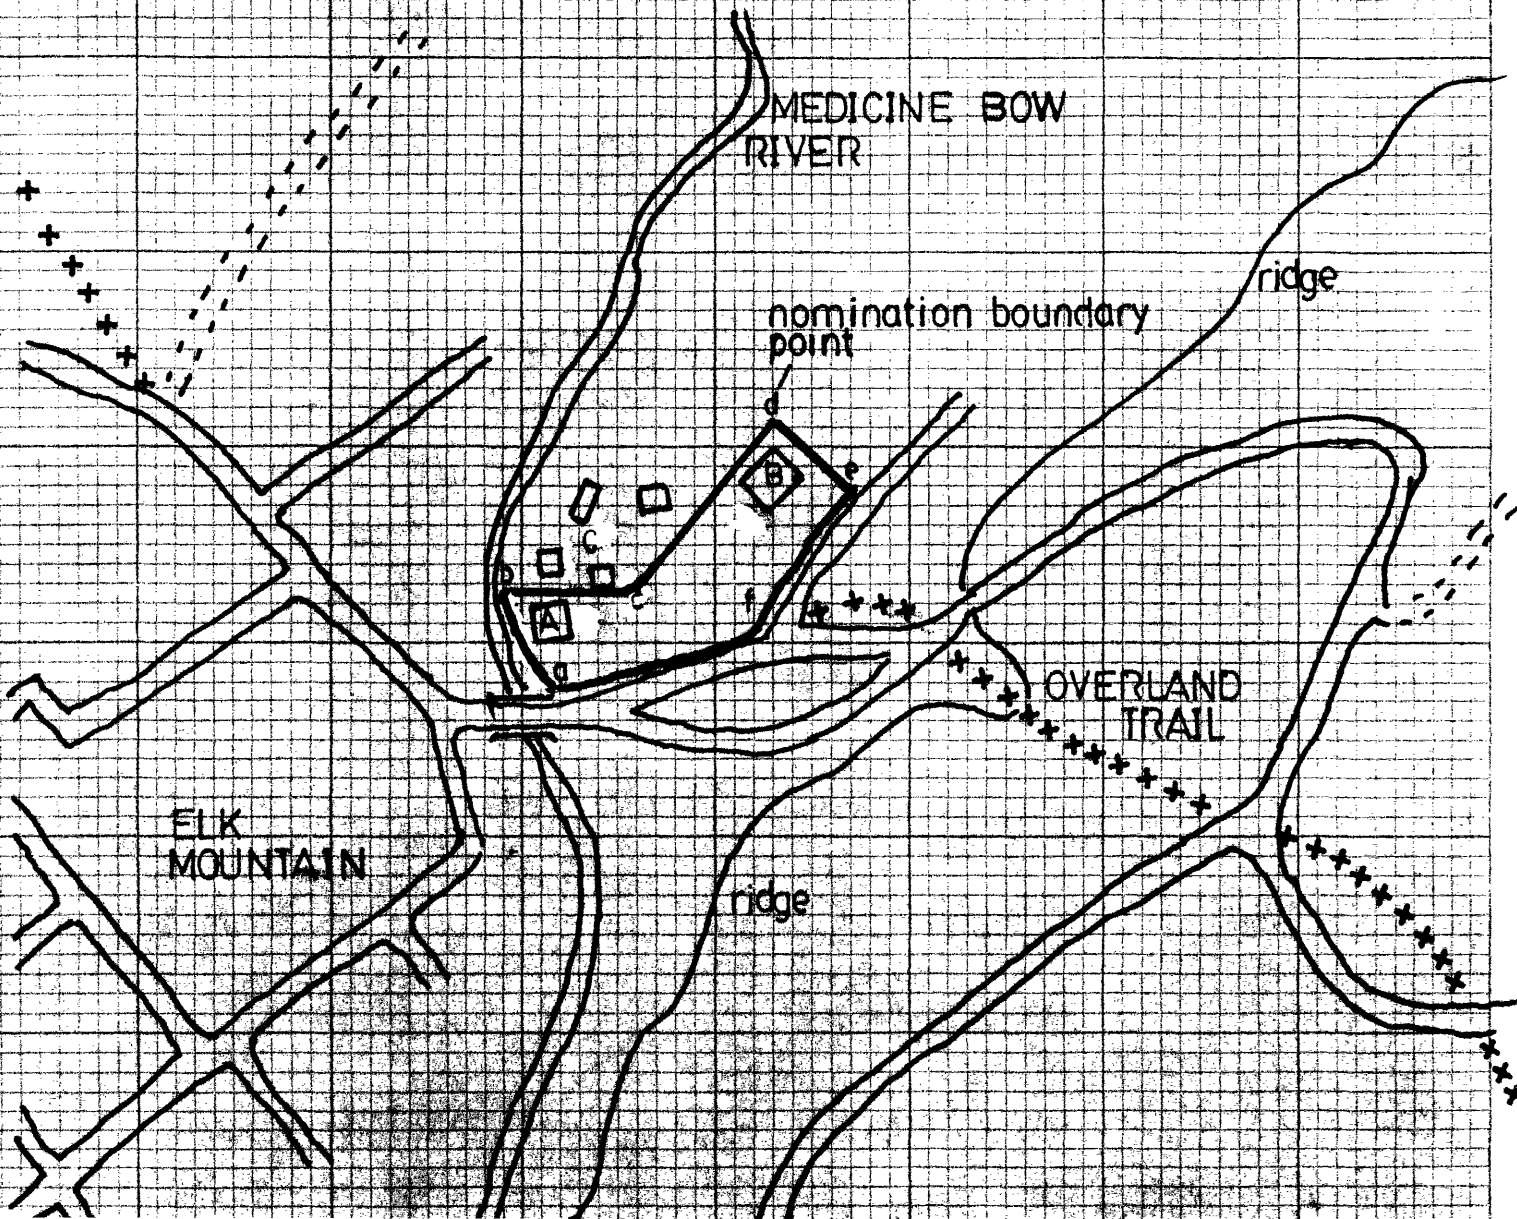 MEDICINE BOW
RIVER
ridge
nomination boundary
point
d
B
e
C
b
c
A
f
a
OVERLAND
TRAIL
ELK
MOUNTAIN
ridge